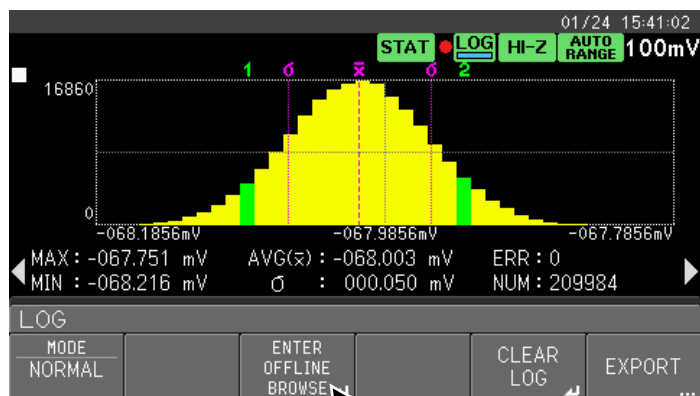 01/24 15:41:02
STAT LOG HI-Z AUTO RANGE 100mV
1 σ x̅ σ 2
16860
0
-068.1856mV -067.9856mV -067.7856mV
MAX:-067.751 mV AVG(x̅):-068.003 mV ERR:0
MIN:-068.216 mV σ : 000.050 mV NUM:209984
LOG
MODE
NORMAL
ENTER
OFFLINE
BROWSE
CLEAR
LOG
EXPORT
...